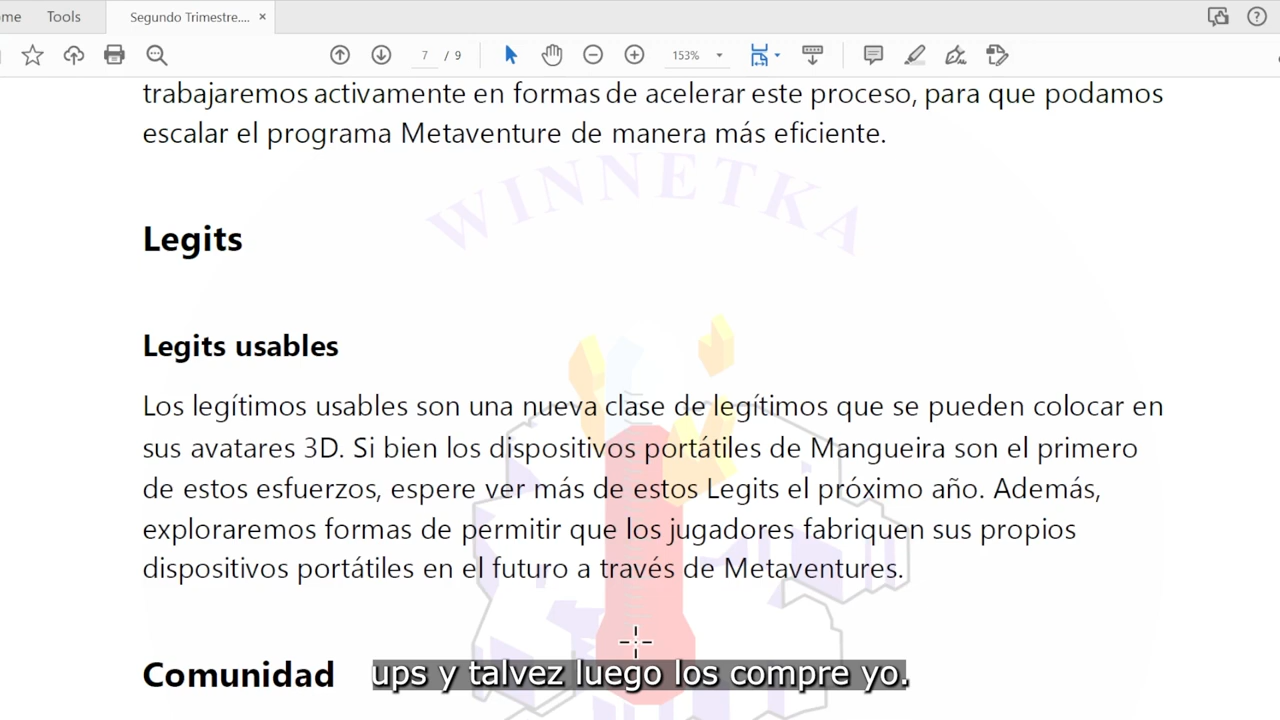 ome Tools Segundo Trimestre.... ×
7 / 9 153%
trabajaremos activamente en formas de acelerar este proceso, para que podamos
escalar el programa Metaventure de manera más eficiente.
WINNETKA
Legits
Legits usables
Los legítimos usables son una nueva clase de legítimos que se pueden colocar en
sus avatares 3D. Si bien los dispositivos portátiles de Mangueira son el primero
de estos esfuerzos, espere ver más de estos Legits el próximo año. Además,
exploraremos formas de permitir que los jugadores fabriquen sus propios
dispositivos portátiles en el futuro a través de Metaventures.
Comunidad
ups y talvez luego los compre yo.